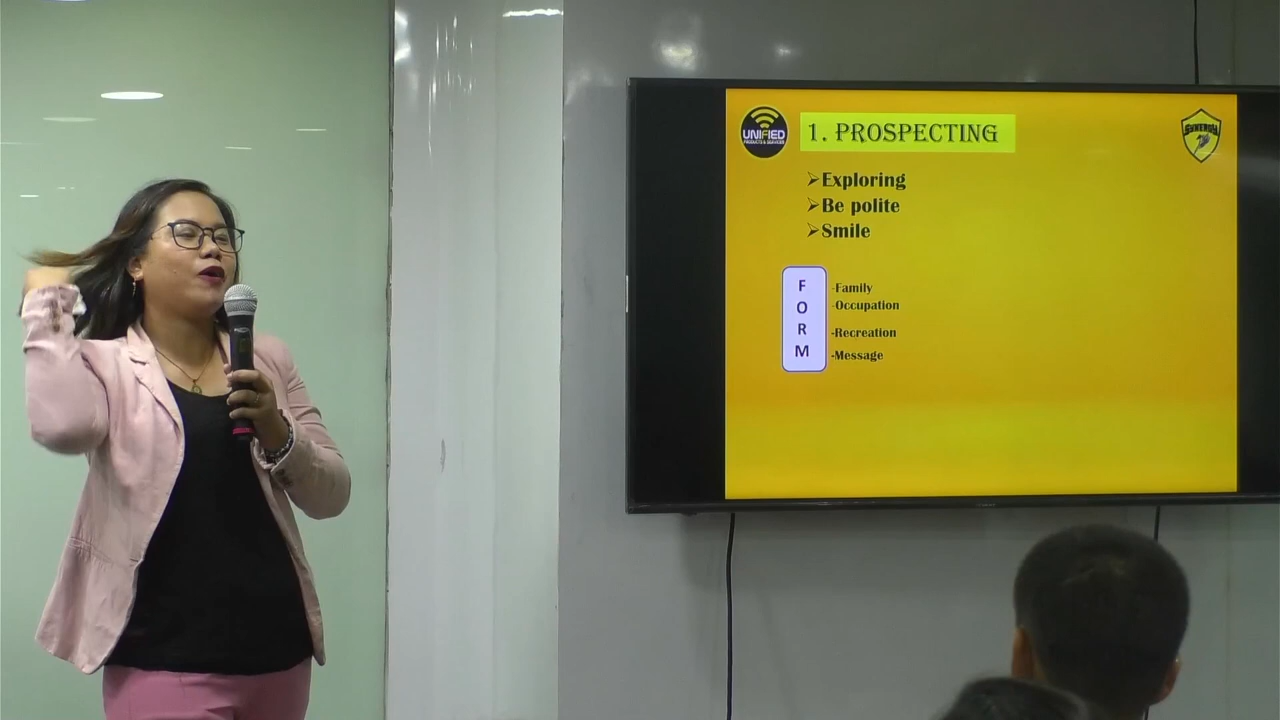 UNIFIED
PRODUCTS & SERVICES
1. PROSPECTING
SYNERGY
➢Exploring
➢Be polite
➢Smile
F
O
R
M
-Family
-Occupation
-Recreation
-Message